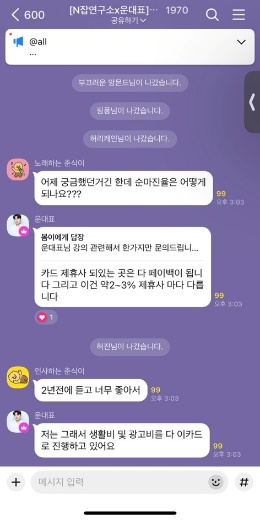 600
[N잡연구소x운대표]... 1970
공유하기
@all
...
부끄러운 망몬드님이 나갔습니다.
심퐁님이 나갔습니다.
허리케인님이 나갔습니다.
노래하는 춘식이
어제 궁금했던거긴 한데 순마진율은 어떻게
되나요???
99
오후 3:03
운대표
봄이에게 답장
운대표님 강의 관련해서 한가지만 문의드립니...
카드 제휴사 되있는 곳은 다 페이백이 됩니
다 그리고 이건 약2~3% 제휴사 마다 다릅
니다
99
오후 3:03
1
허전님이 나갔습니다.
인사하는 춘식이
2년전에 듣고 너무 좋아서
99
오후 3:03
운대표
저는 그래서 생활비 및 광고비를 다 이카드
로 진행하고 있어요
99
오후 3:03
메시지 입력
#